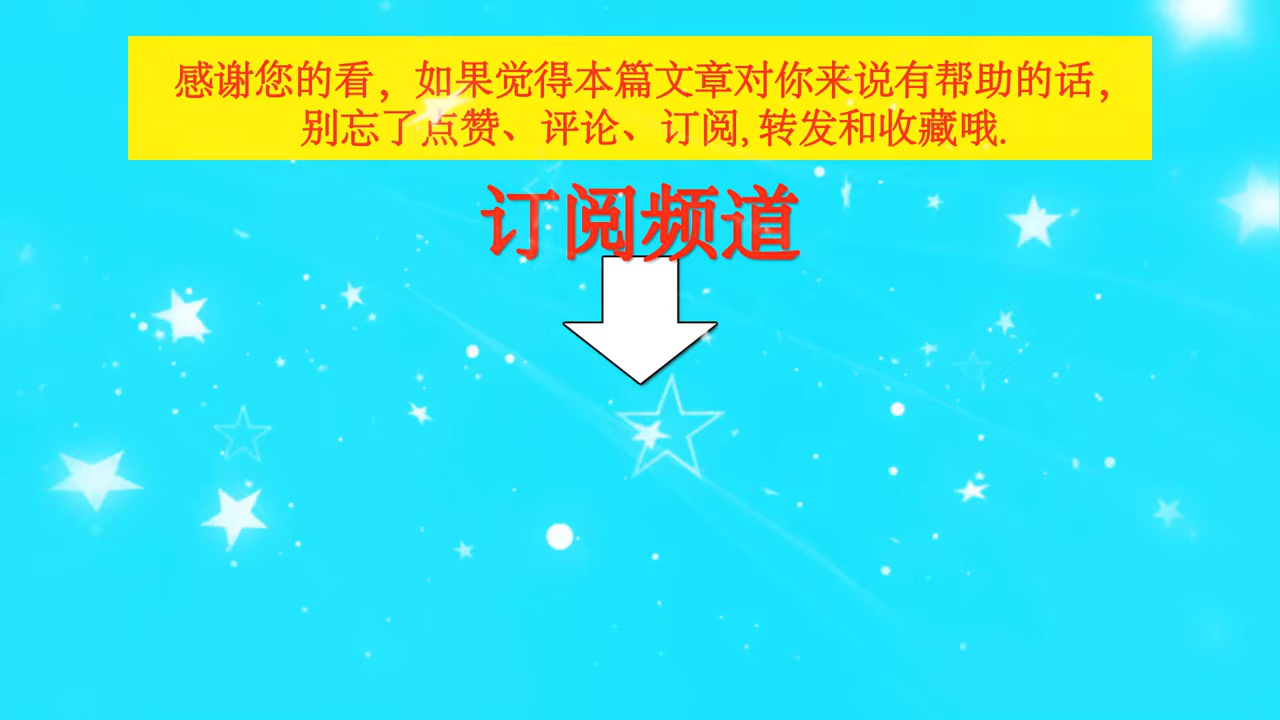 感谢您的看，如果觉得本篇文章对你来说有帮助的话，
别忘了点赞、评论、订阅, 转发和收藏哦.
订阅频道